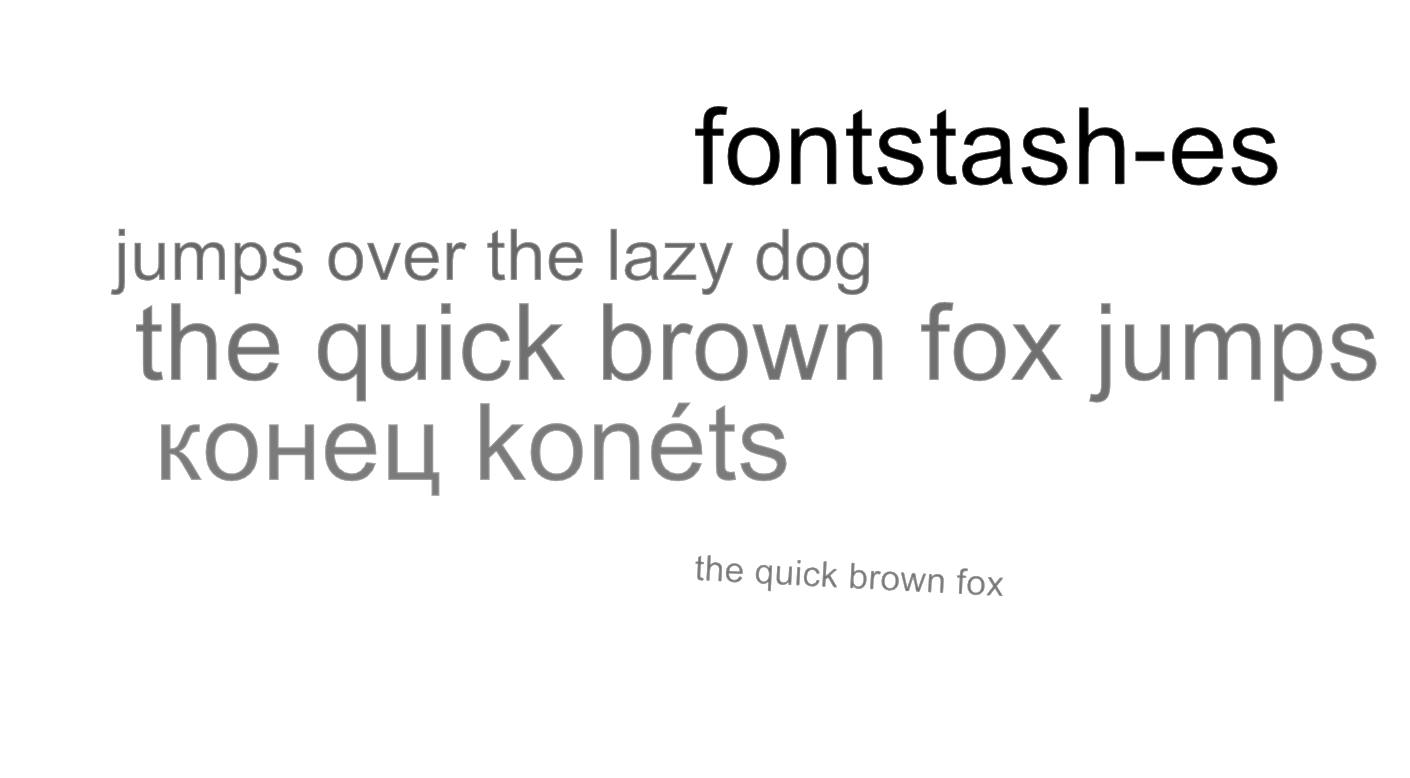 fontstash-es
jumps over the lazy dog
the quick brown fox jumps
конец konéts
the quick brown fox